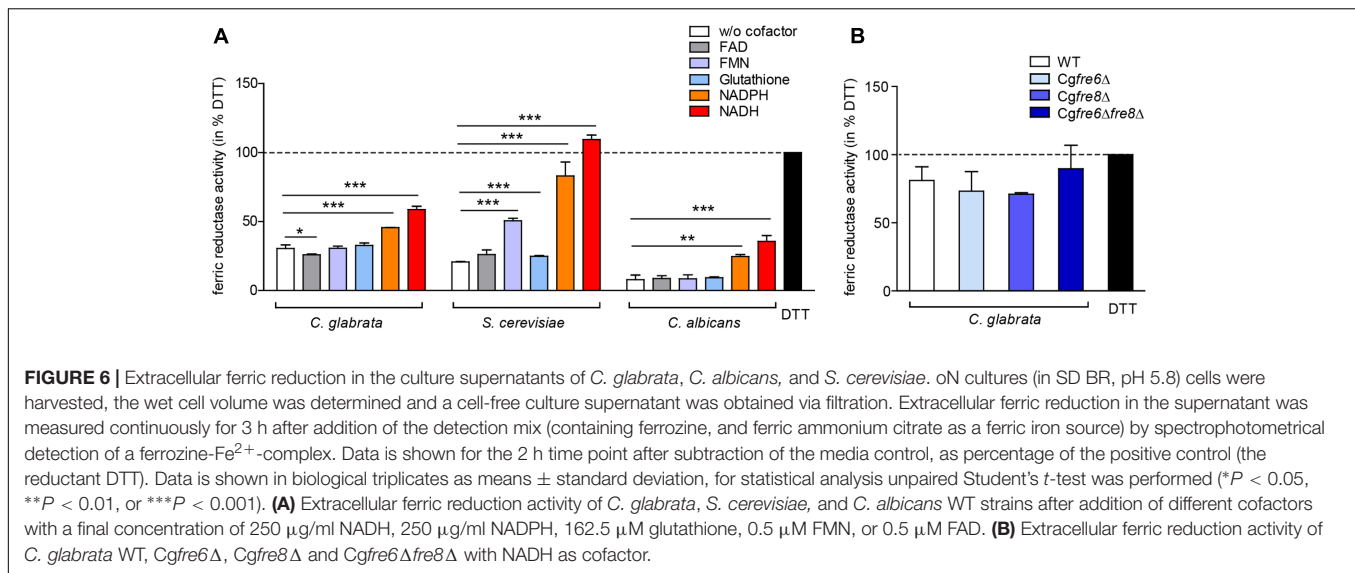 A
w/o cofactor
FAD
FMN
Glutathione
NADPH
NADH
ferric reductase activity (in % DTT)
150
100
50
0
*
***
***
***
***
***
***
**
***
C. glabrata
S. cerevisiae
C. albicans
DTT
B
WT
Cgfre6Δ
Cgfre8Δ
Cgfre6Δfre8Δ
ferric reductase activity (in % DTT)
150
100
50
0
C. glabrata
DTT
FIGURE 6 | Extracellular ferric reduction in the culture supernatants of C. glabrata, C. albicans, and S. cerevisiae. oN cultures (in SD BR, pH 5.8) cells were
harvested, the wet cell volume was determined and a cell-free culture supernatant was obtained via filtration. Extracellular ferric reduction in the supernatant was
measured continuously for 3 h after addition of the detection mix (containing ferrozine, and ferric ammonium citrate as a ferric iron source) by spectrophotometrical
detection of a ferrozine-Fe²⁺-complex. Data is shown for the 2 h time point after subtraction of the media control, as percentage of the positive control (the
reductant DTT). Data is shown in biological triplicates as means ± standard deviation, for statistical analysis unpaired Student's t-test was performed (*P < 0.05,
**P < 0.01, or ***P < 0.001). (A) Extracellular ferric reduction activity of C. glabrata, S. cerevisiae, and C. albicans WT strains after addition of different cofactors
with a final concentration of 250 μg/ml NADH, 250 μg/ml NADPH, 162.5 μM glutathione, 0.5 μM FMN, or 0.5 μM FAD. (B) Extracellular ferric reduction activity of
C. glabrata WT, Cgfre6Δ, Cgfre8Δ and Cgfre6Δfre8Δ with NADH as cofactor.